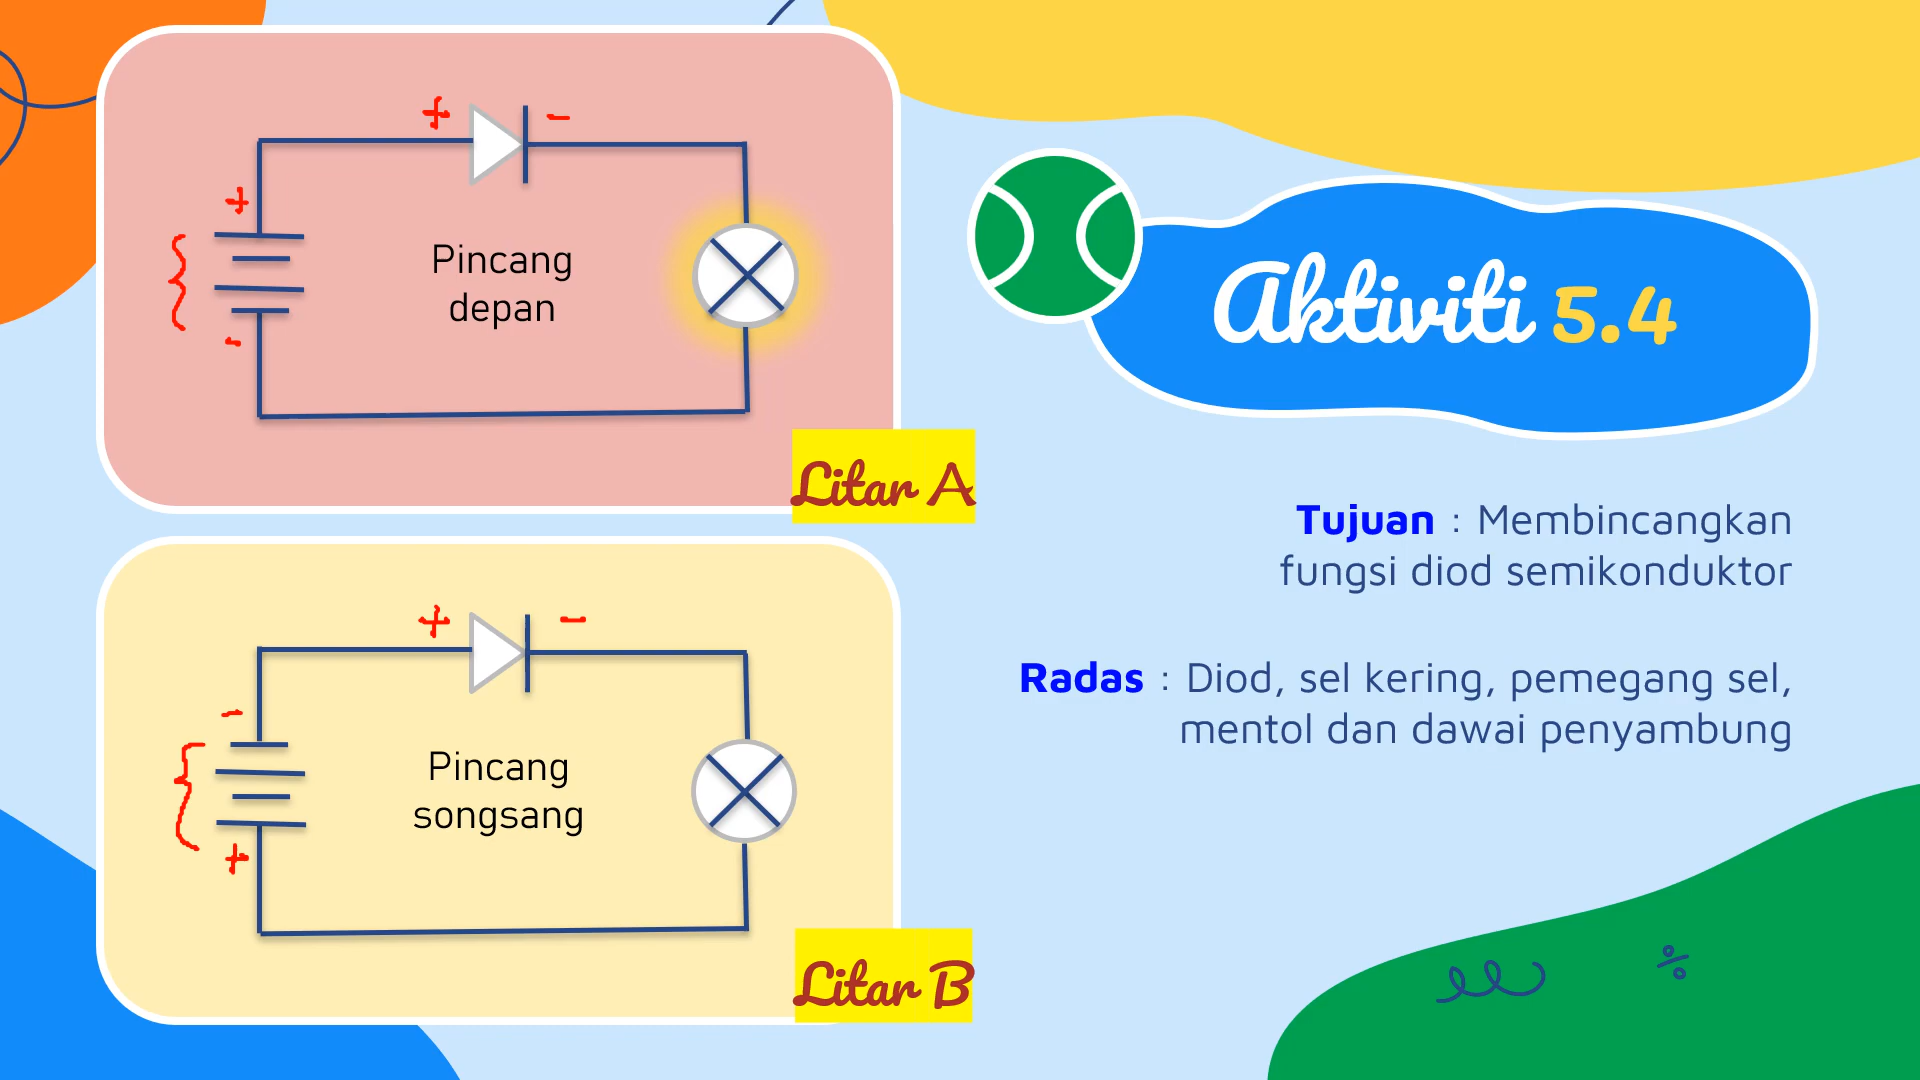 + -
+
Pincang
depan
-
Litar A
+ -
-
Pincang
songsang
+
Litar B
Aktiviti 5.4
Tujuan : Membincangkan
fungsi diod semikonduktor
Radas : Diod, sel kering, pemegang sel,
mentol dan dawai penyambung